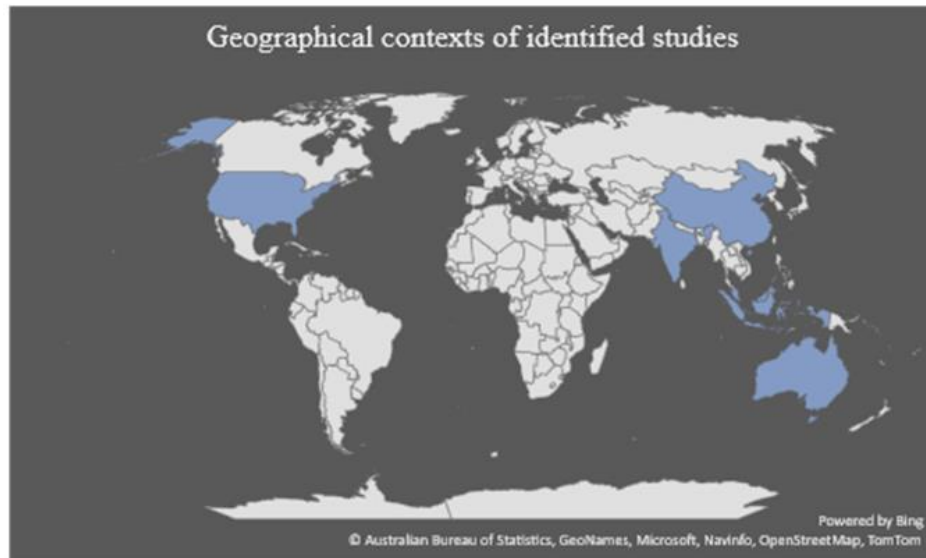 Geographical contexts of identified studies
Powered by Bing
© Australian Bureau of Statistics, GeoNames, Microsoft, Navinfo, OpenStreetMap, TomTom